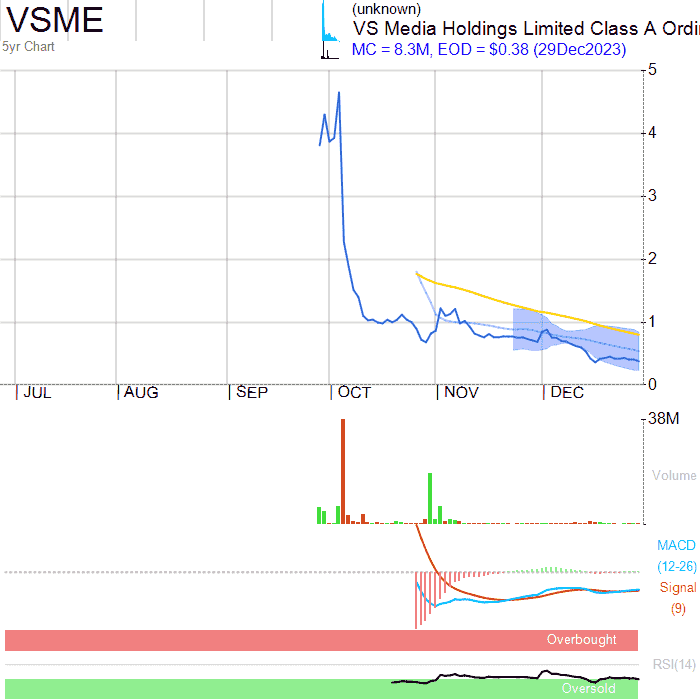 VSME
(unknown)
VS Media Holdings Limited Class A Ordi
5yr Chart
MC = 8.3M, EOD = $0.38 (29Dec2023)
5
4
3
2
1
0
JUL AUG SEP OCT NOV DEC
38M
Volume
MACD
(12-26)
Signal
(9)
Overbought
RSI(14)
Oversold